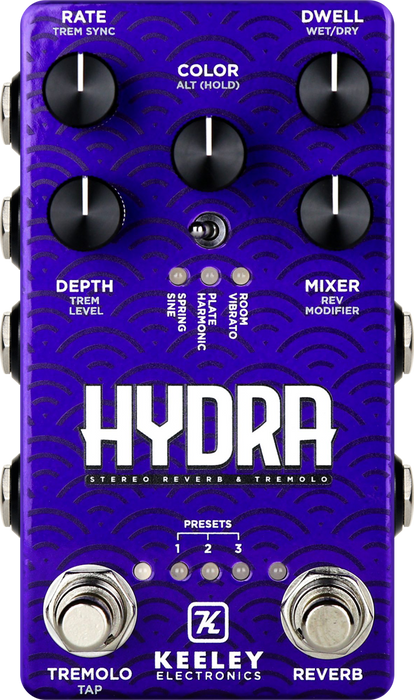 RATE
TREM SYNC
DWELL
WET/DRY
COLOR
ALT (HOLD)
DEPTH
TREM
LEVEL
MIXER
REV
MODIFIER
SPRING
SINE
PLATE
HARMONIC
ROOM
VIBRATO
HYDRA
STEREO REVERB & TREMOLO
PRESETS
1 2 3
TREMOLO
TAP
REVERB
KEELEY
ELECTRONICS